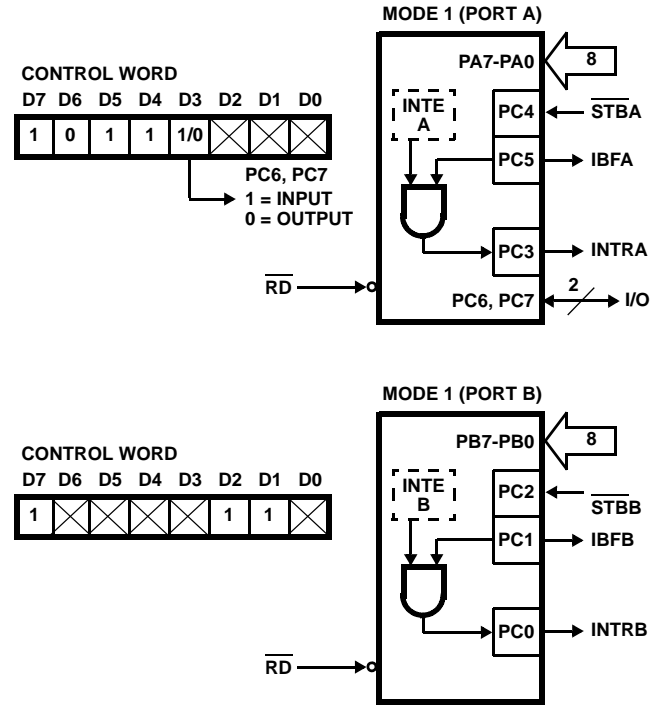 MODE 1 (PORT A)
CONTROL WORD
D7 D6 D5 D4 D3 D2 D1 D0
1 0 1 1 1/0
PC6, PC7
1 = INPUT
0 = OUTPUT
RD
PA7-PA0
8
INTE
A
PC4
STBA
PC5
IBFA
PC3
INTRA
PC6, PC7
2
I/O
MODE 1 (PORT B)
CONTROL WORD
D7 D6 D5 D4 D3 D2 D1 D0
1 1 1
RD
PB7-PB0
8
INTE
B
PC2
STBB
PC1
IBFB
PC0
INTRB